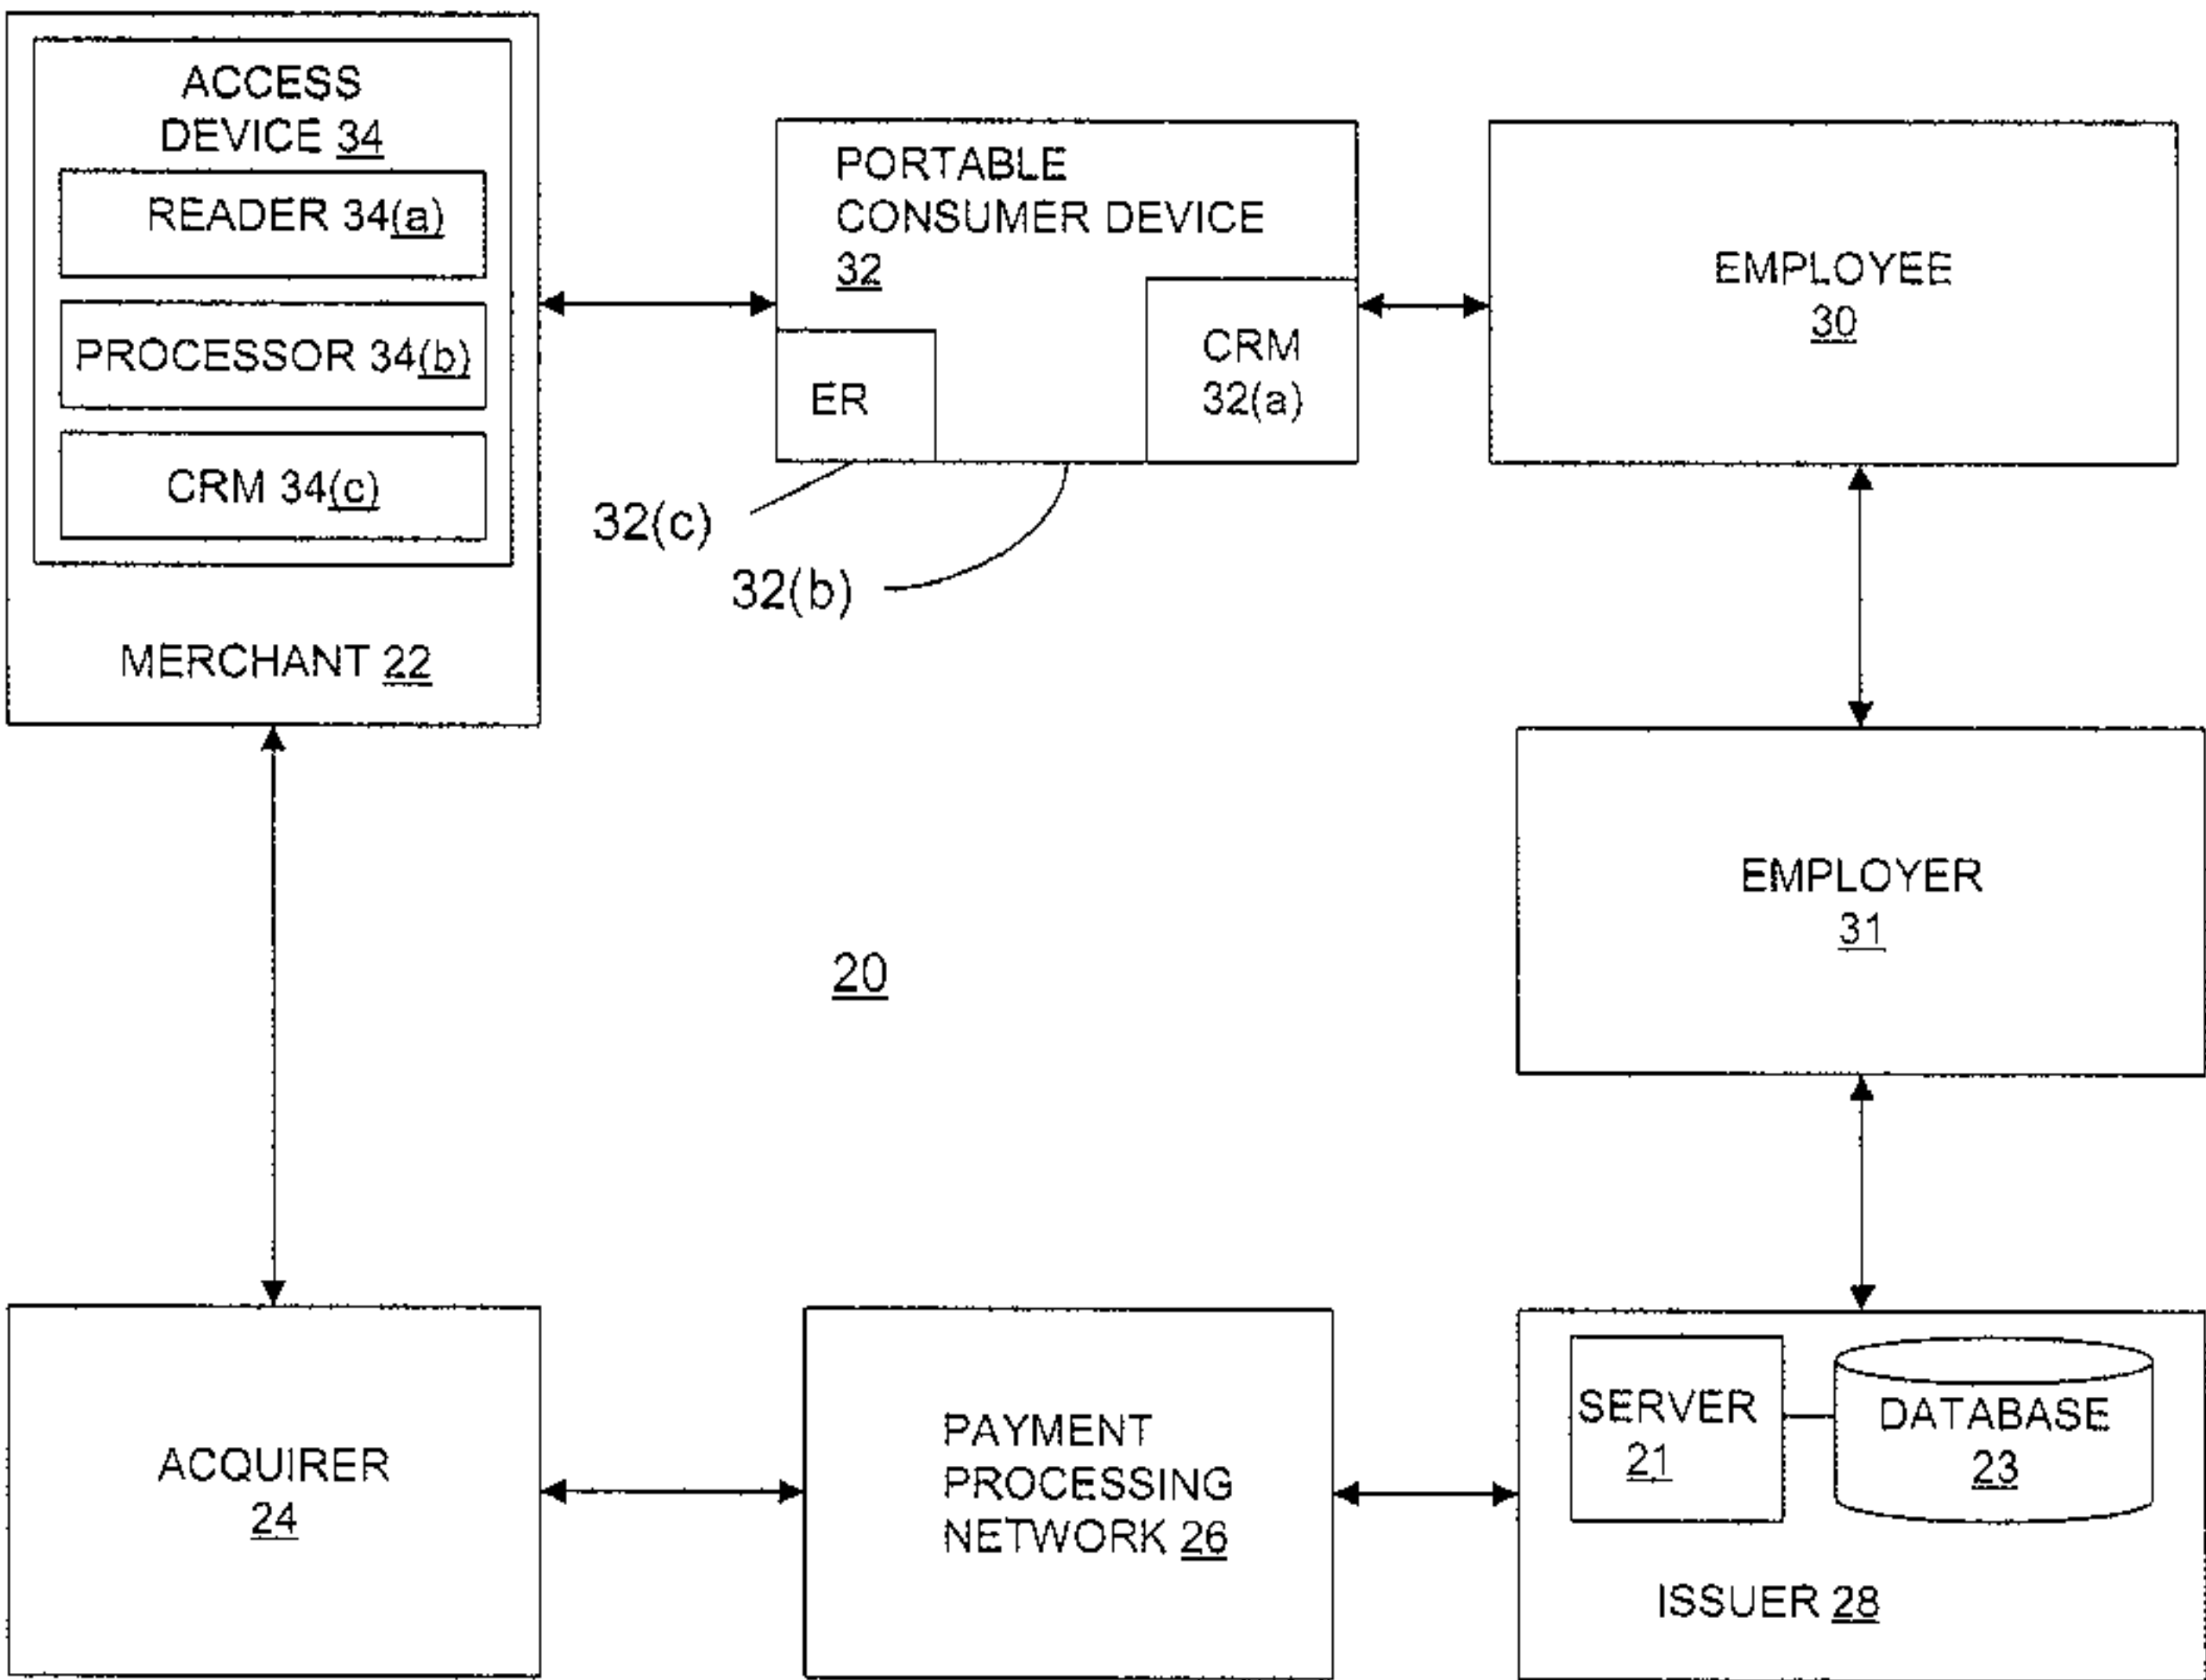 ACCESS
DEVICE 34
READER 34(a)
PROCESSOR 34(b)
CRM 34(c)
MERCHANT 22
PORTABLE
CONSUMER DEVICE
32
ER
CRM
32(a)
32(c)
32(b)
EMPLOYEE
30
EMPLOYER
31
20
ACQUIRER
24
PAYMENT
PROCESSING
NETWORK 26
SERVER
21
DATABASE
23
ISSUER 28